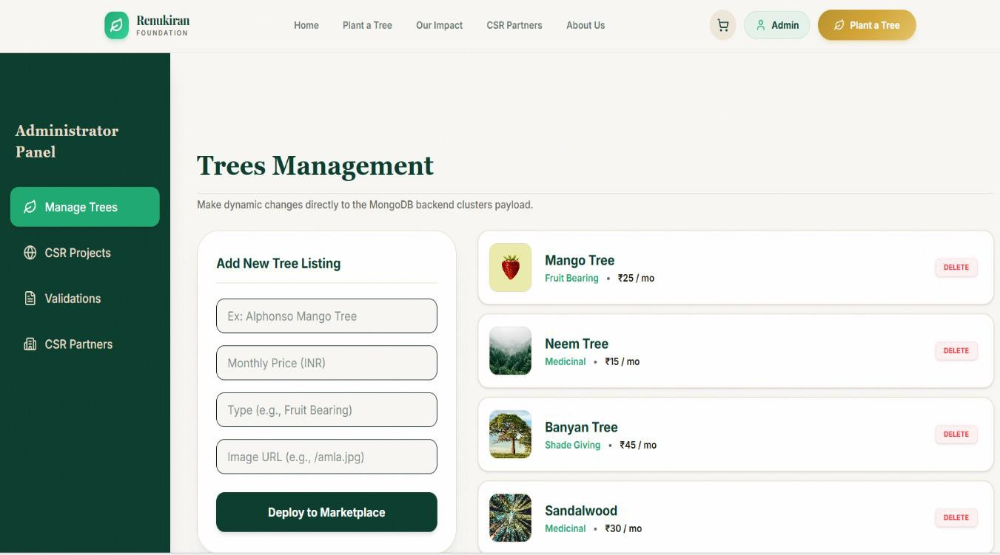 Renukiran
FOUNDATION
Home
Plant a Tree
Our Impact
CSR Partners
About Us
Admin
Plant a Tree
Administrator
Panel
Manage Trees
CSR Projects
Validations
CSR Partners
Trees Management
Make dynamic changes directly to the MongoDB backend clusters payload.
Add New Tree Listing
Ex: Alphonso Mango Tree
Monthly Price (INR)
Type (e.g., Fruit Bearing)
Image URL (e.g., /amla.jpg)
Deploy to Marketplace
Mango Tree
Fruit Bearing • ₹25 / mo
DELETE
Neem Tree
Medicinal • ₹15 / mo
DELETE
Banyan Tree
Shade Giving • ₹45 / mo
DELETE
Sandalwood
Medicinal • ₹30 / mo
DELETE